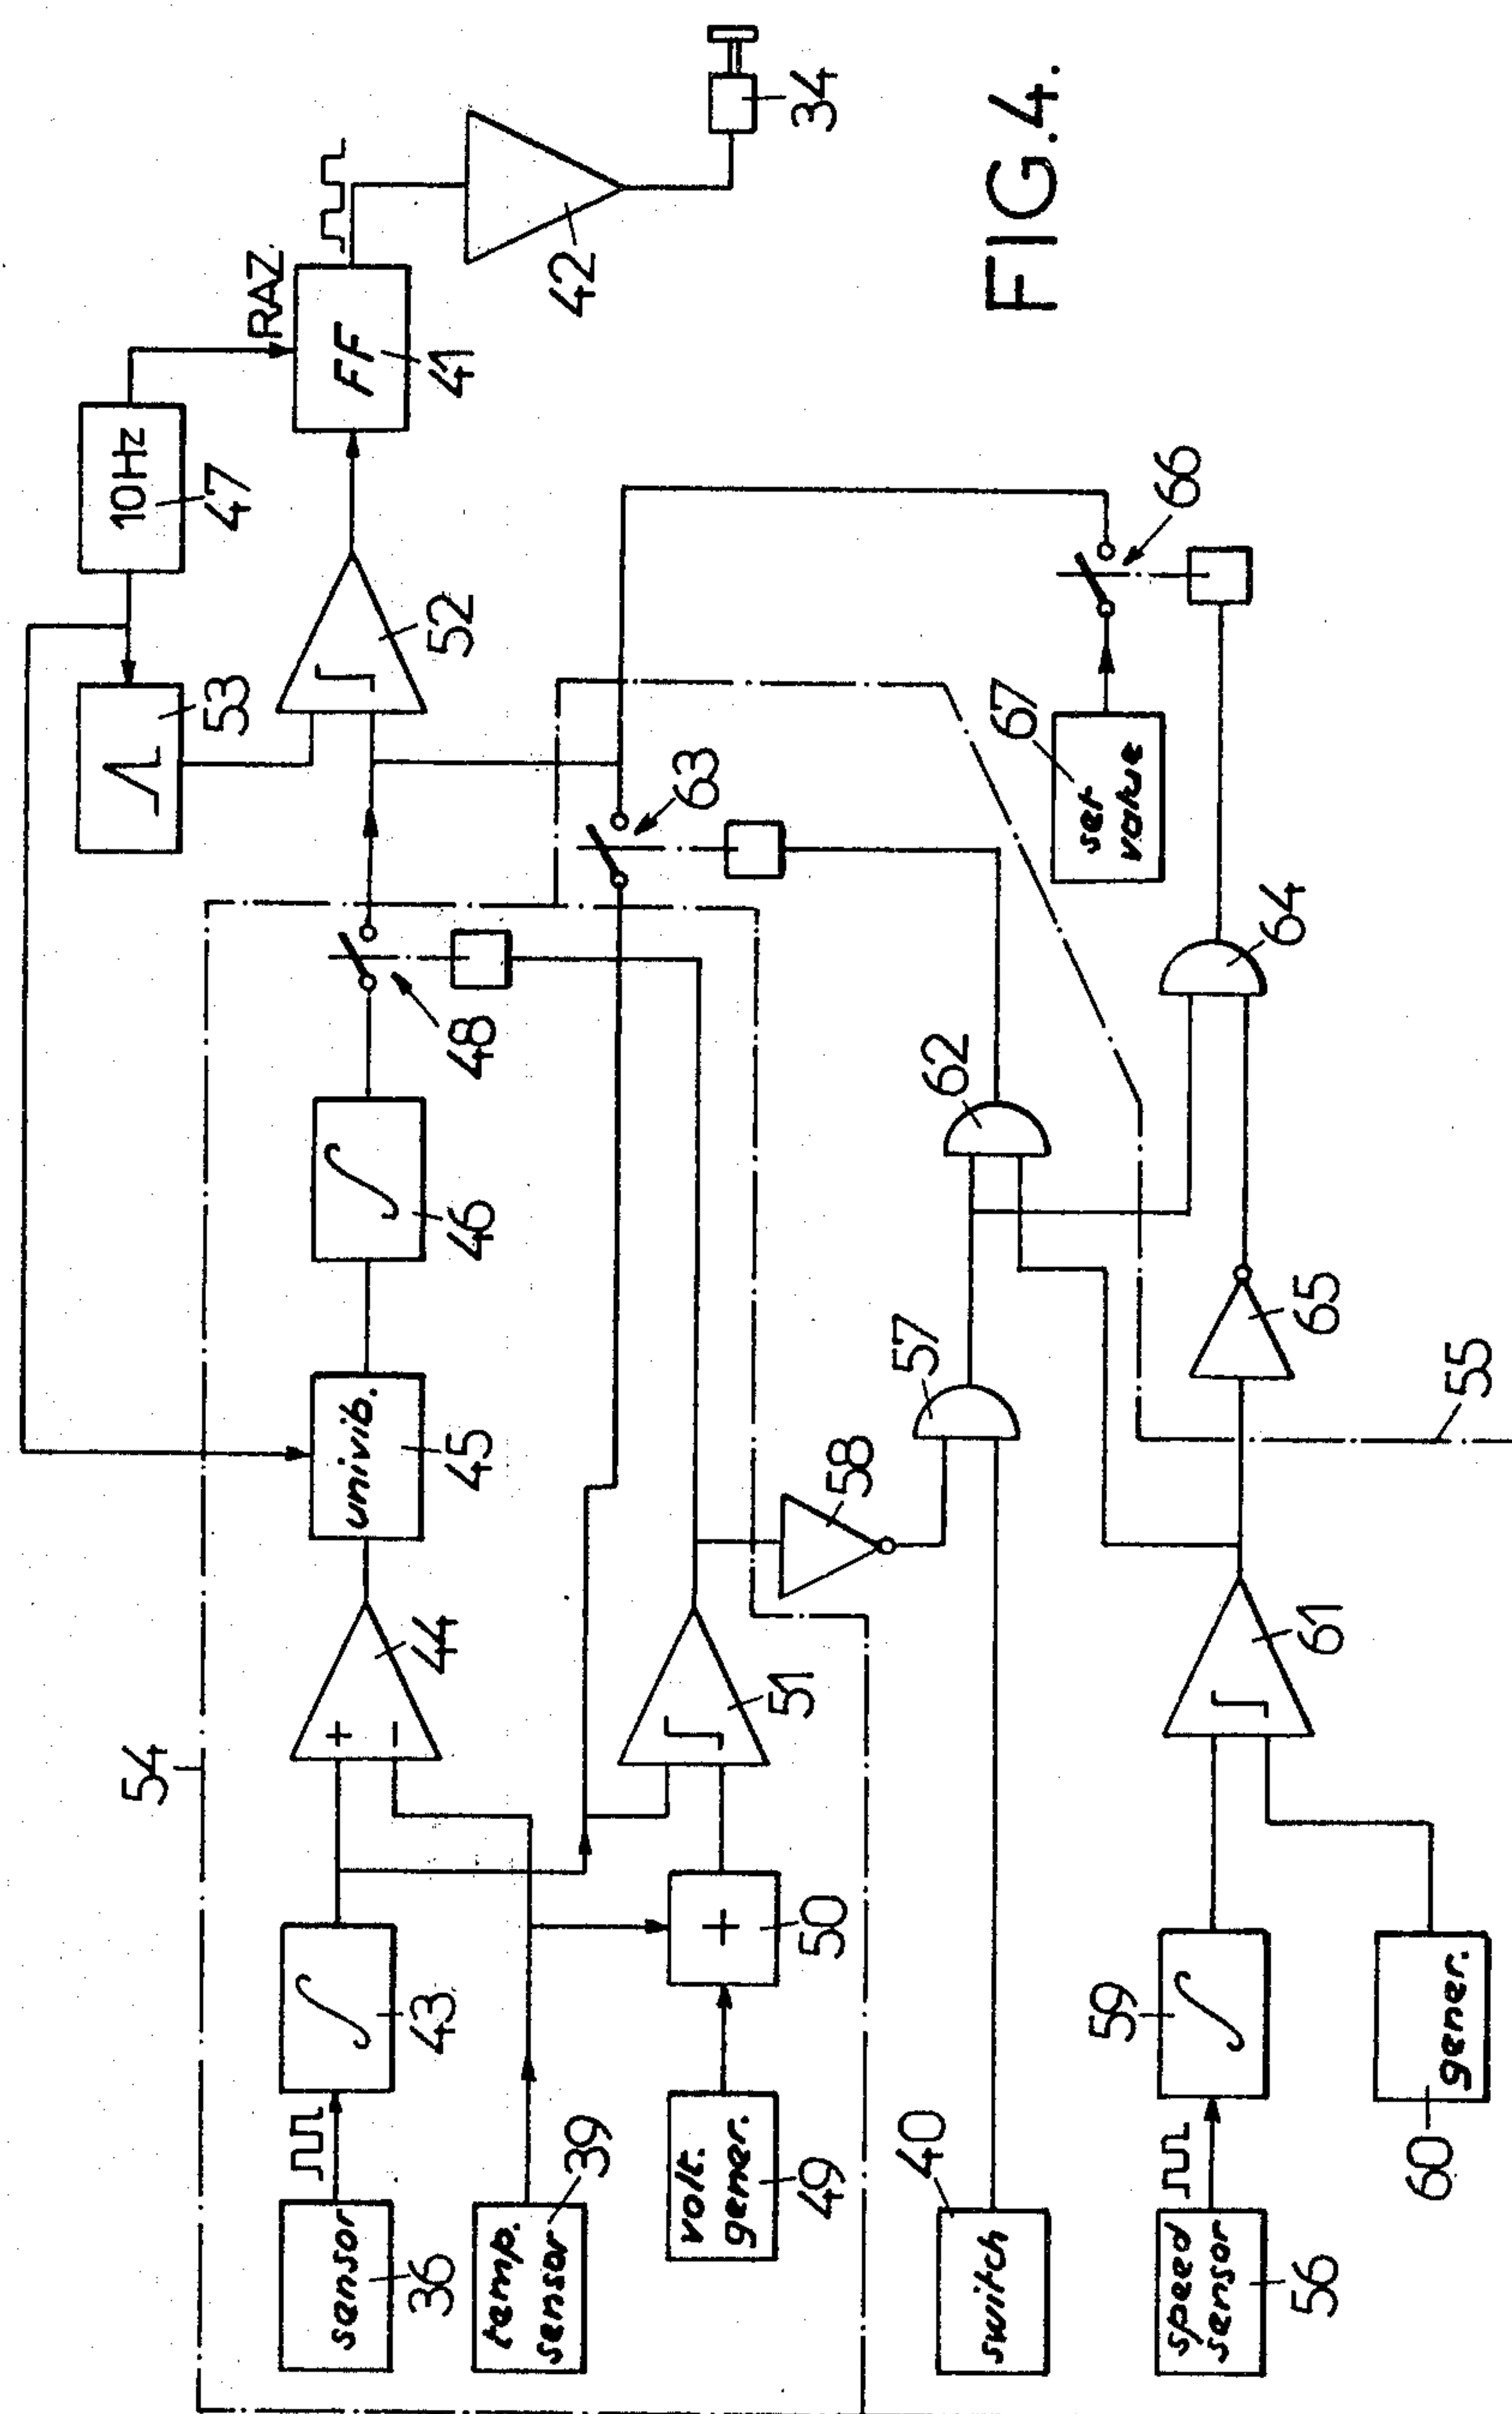 54
sensor
36
43
+
-
44
univib.
45
46
48
53
52
10Hz
47
RAZ
FF
41
42
34
temp.
sensor
39
volt.
gener.
49
+
50
51
63
58
switch
40
57
62
speed
sensor
56
59
gener.
60
61
65
64
55
set
value
67
66
FIG.4.